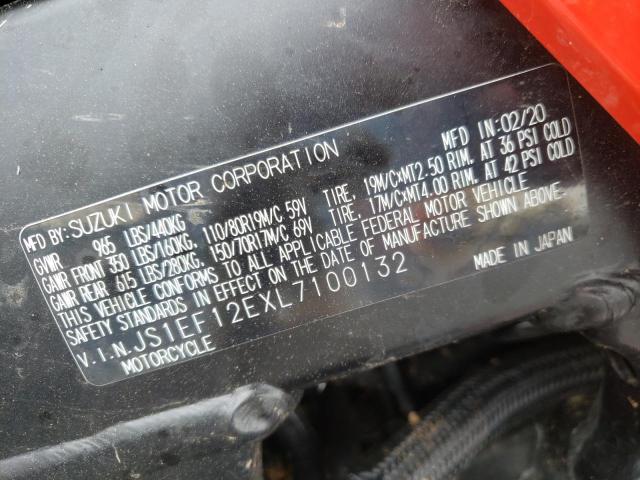 MFD BY: SUZUKI MOTOR CORPORATION MFD IN: 02/20
GVWR 965 LBS/440KG
GAWR FRONT 350 LBS/160KG, 110/80R19M/C 59V TIRE, 19M/C×MT2.50 RIM. AT 36 PSI COLD
GAWR REAR 615 LBS/280KG, 150/70R17M/C 69V TIRE, 17M/C×MT4.00 RIM. AT 42 PSI COLD
THIS VEHICLE CONFORMS TO ALL APPLICABLE FEDERAL MOTOR VEHICLE
SAFETY STANDARDS IN EFFECT ON THE DATE OF MANUFACTURE SHOWN ABOVE.
V.I.N. JS1EF12EXL7100132 MADE IN JAPAN
MOTORCYCLE